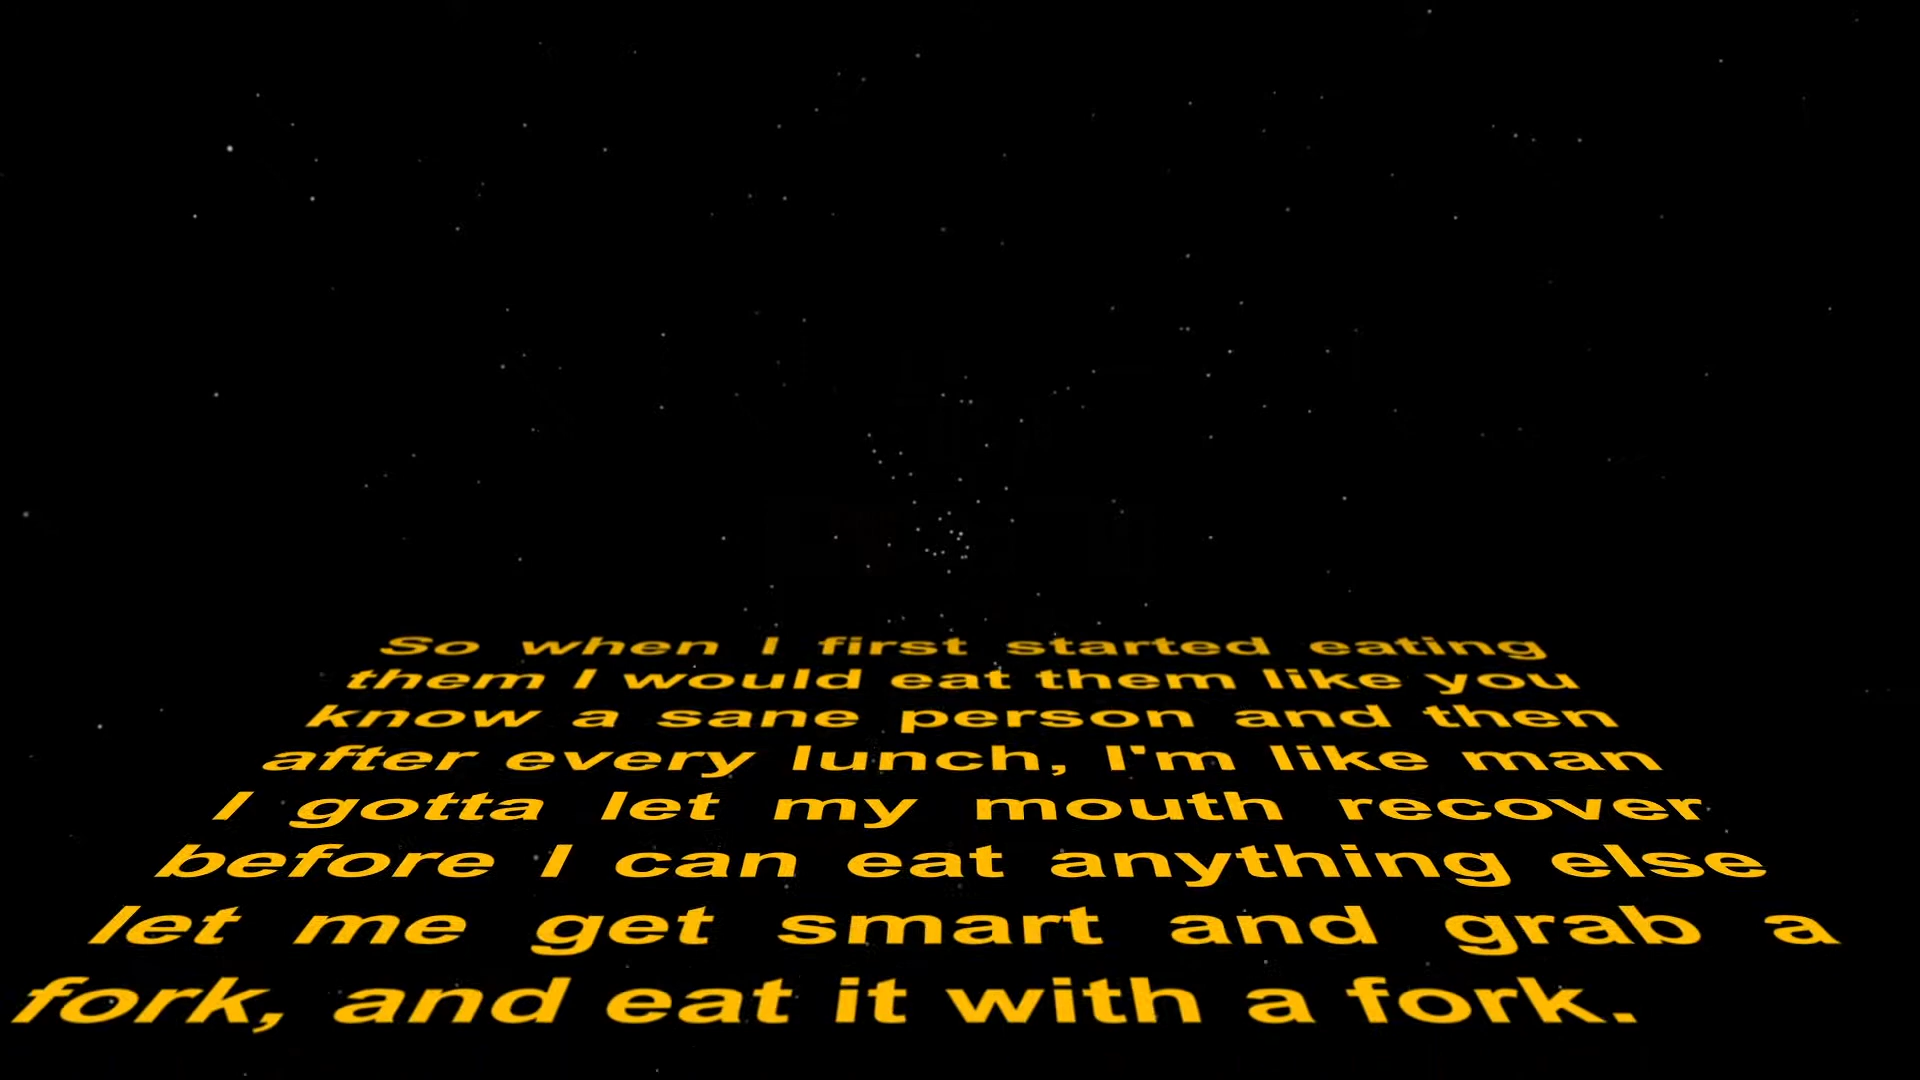 So when I first started eating
them I would eat them like you
know a sane person and then
after every lunch, I'm like man
I gotta let my mouth recover
before I can eat anything else
let me get smart and grab a
fork, and eat it with a fork.